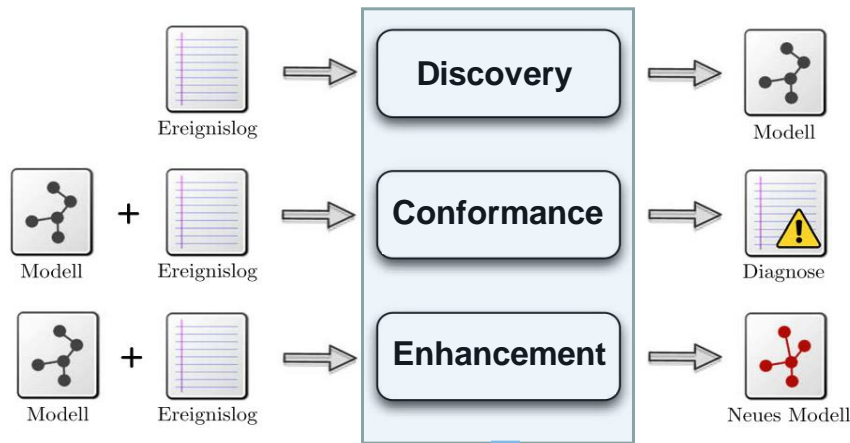 Discovery
Ereignislog
Modell
+
Conformance
Modell
Ereignislog
Diagnose
+
Enhancement
Modell
Ereignislog
Neues Modell